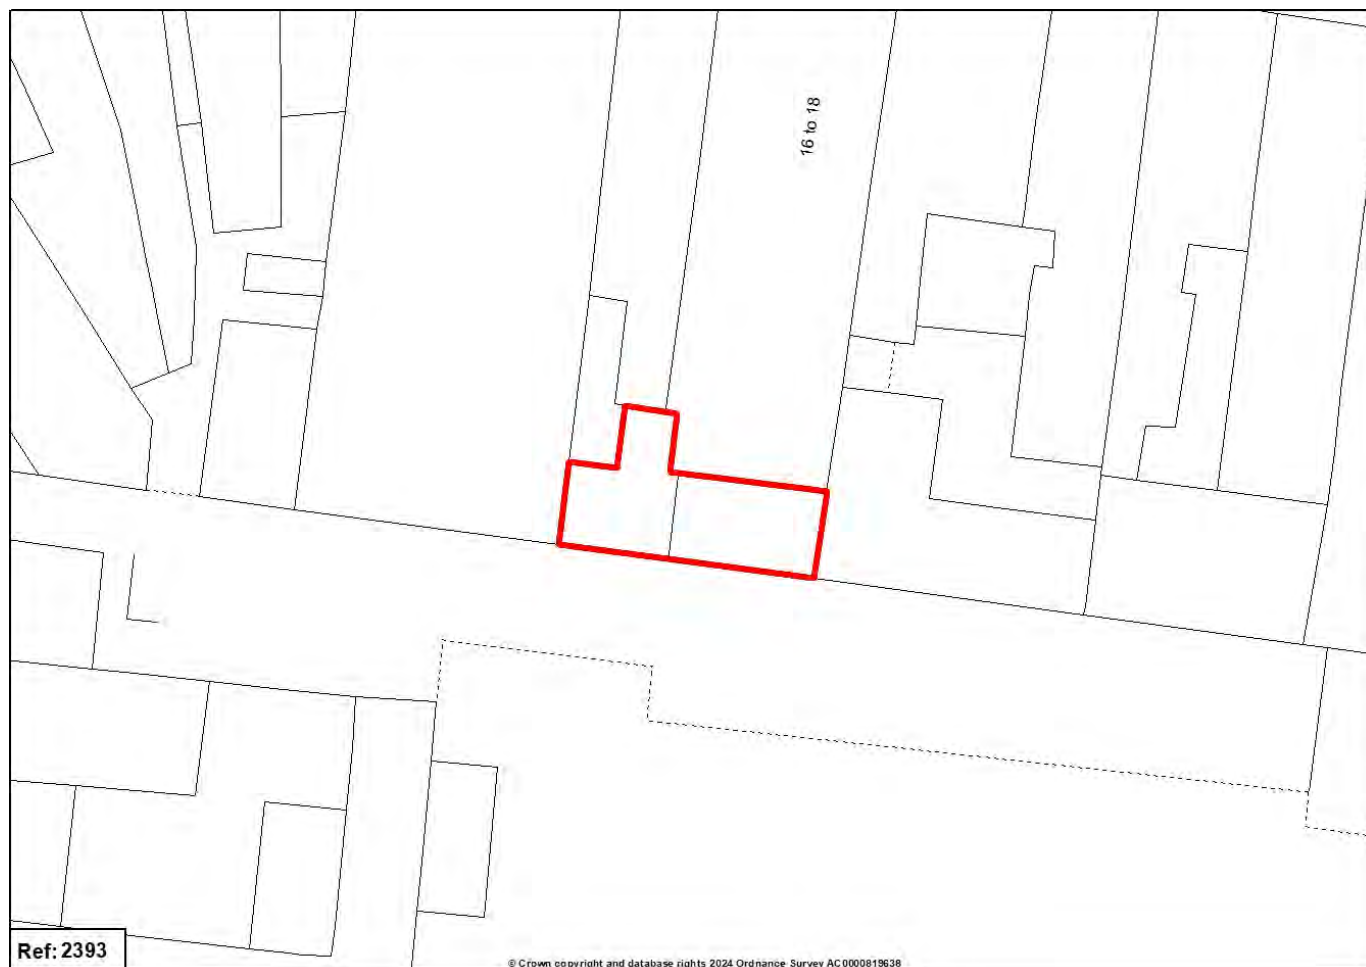 16 to 18
Ref: 2393
© Crown copyright and database rights 2024 Ordnance Survey AC0000819638